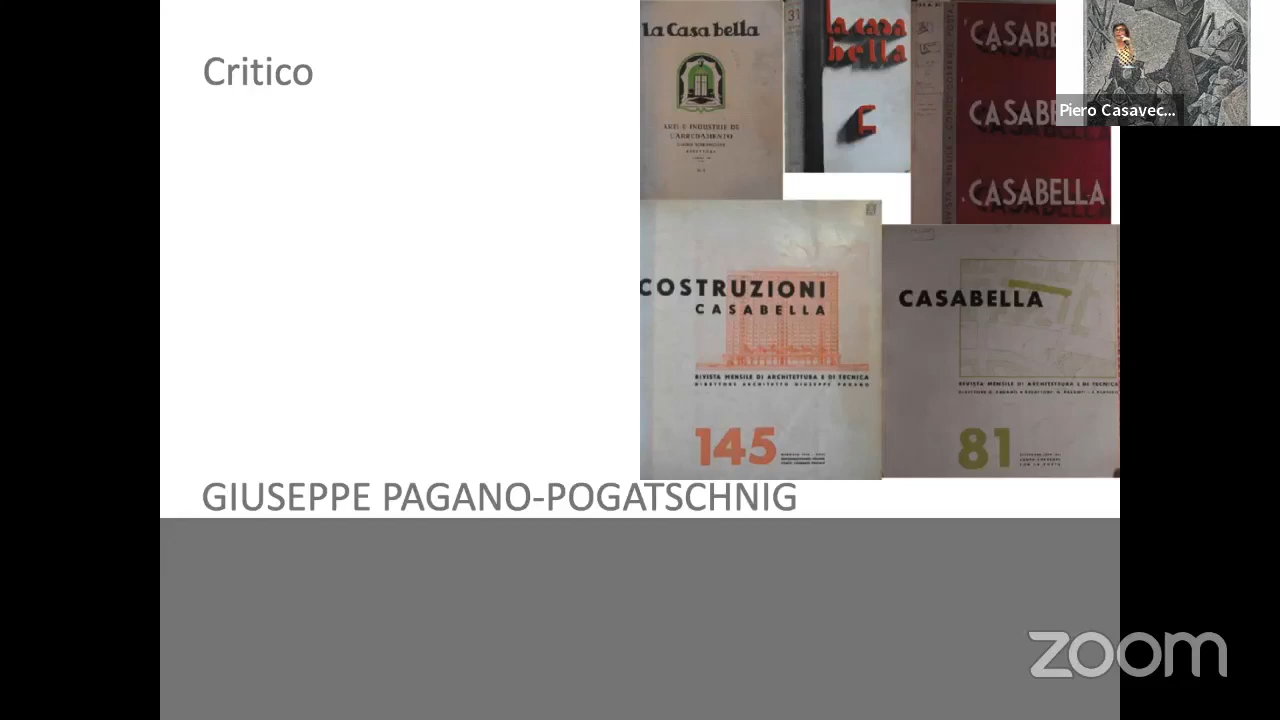 Critico
la Casa bella
ARTI E INDUSTRIE DE
L'ARREDAMENTO
31
la casa
bella
CASABE
CASAB
CASABELLA
Piero Casavec...
COSTRUZIONI
CASABELLA
RIVISTA MENSILE DI ARCHITETTURA E DI TECNICA
DIRETTORE ARCHITETTO GIUSEPPE PAGANO
145
CASABELLA
RIVISTA MENSILE DI ARCHITETTURA E DI TECNICA
81
GIUSEPPE PAGANO-POGATSCHNIG
zoom